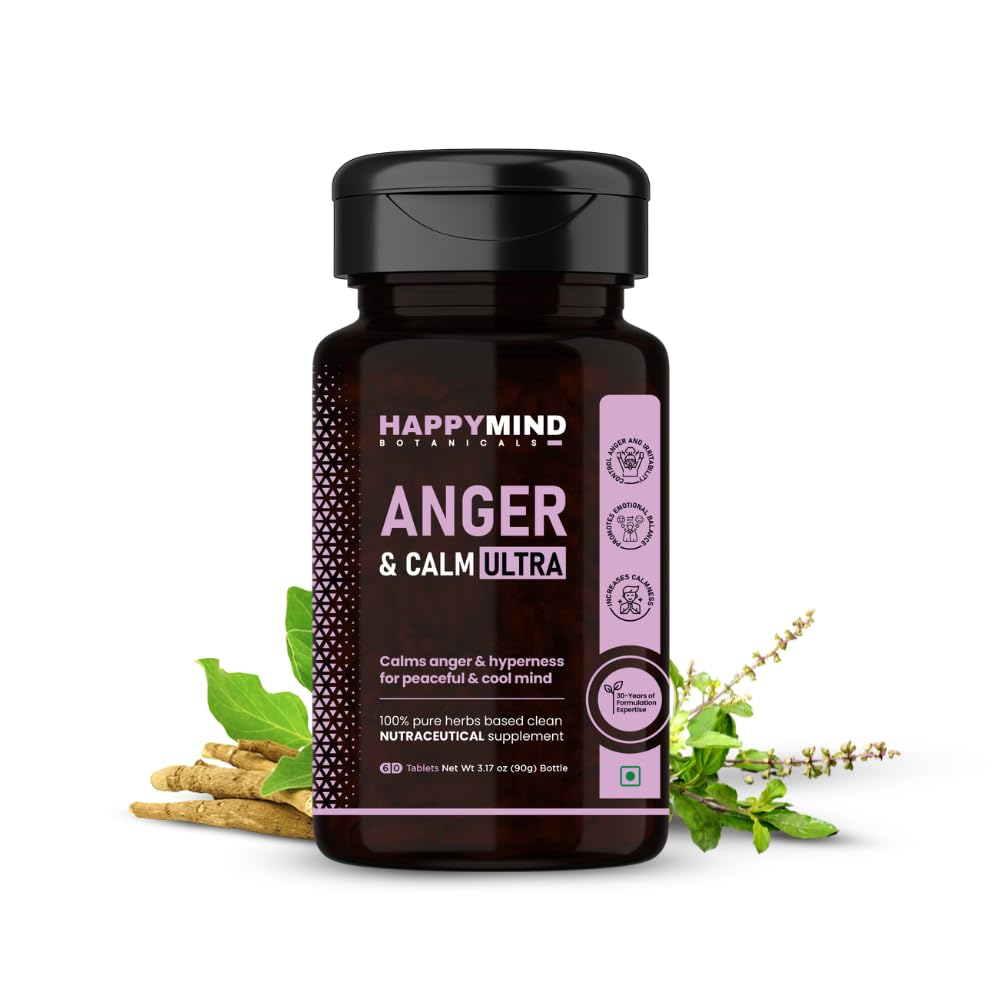 HAPPYMIND
BOTANICALS
ANGER
& CALM ULTRA
Calms anger & hyperness
for peaceful & cool mind
100% pure herbs based clean
NUTRACEUTICAL supplement
60 Tablets Net Wt 3.17 oz (90g) Bottle
CONTROL ANGER AND IRRITABILITY
PROMOTES EMOTIONAL BALANCE
INCREASES CALMNESS
30-Years of
Formulation
Expertise